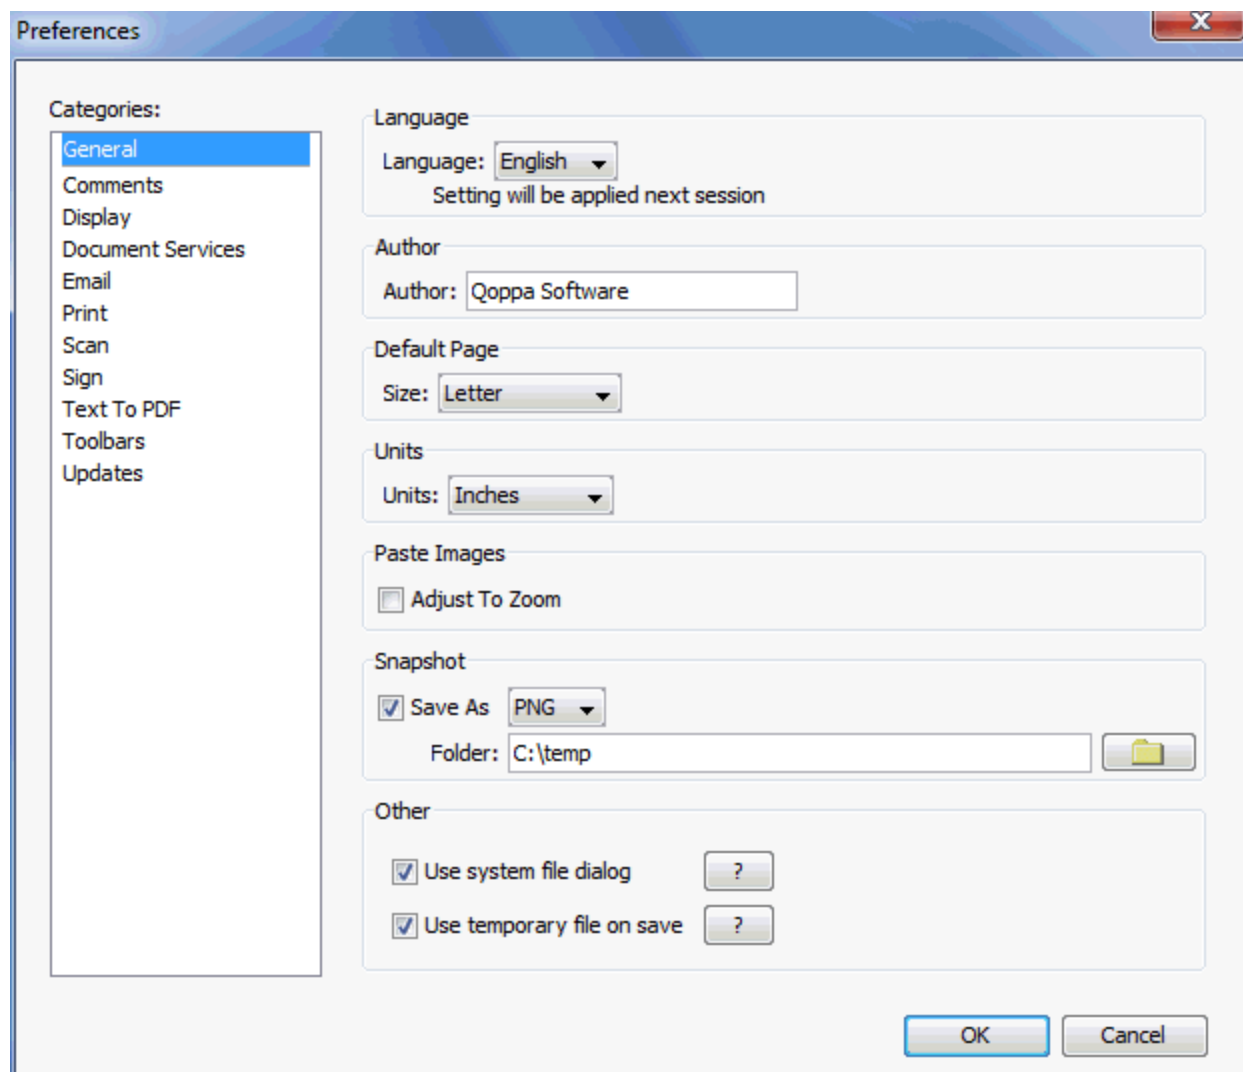 Preferences
Categories:
General
Comments
Display
Document Services
Email
Print
Scan
Sign
Text To PDF
Toolbars
Updates
Language
Language: English
Setting will be applied next session
Author
Author: Qoppa Software
Default Page
Size: Letter
Units
Units: Inches
Paste Images
Adjust To Zoom
Snapshot
Save As PNG
Folder: C:\temp
Other
Use system file dialog ?
Use temporary file on save ?
OK Cancel